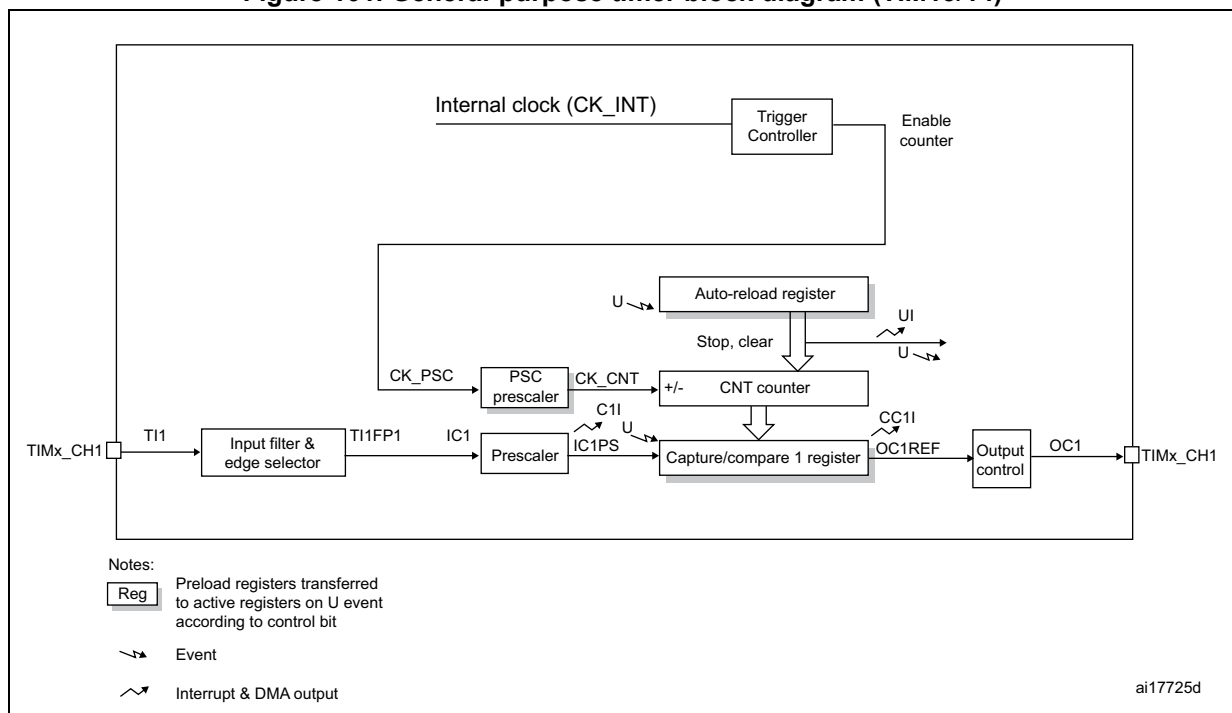 Internal clock (CK_INT)
Trigger
Controller
Enable
counter
U
Auto-reload register
UI
Stop, clear
U
CK_PSC
PSC
prescaler
CK_CNT
+/-
CNT counter
TIMx_CH1
TI1
Input filter &
edge selector
TI1FP1
IC1
Prescaler
C1I
U
IC1PS
Capture/compare 1 register
CC1I
OC1REF
Output
control
OC1
TIMx_CH1
Notes:
Reg
Preload registers transferred
to active registers on U event
according to control bit
Event
Interrupt & DMA output
ai17725d